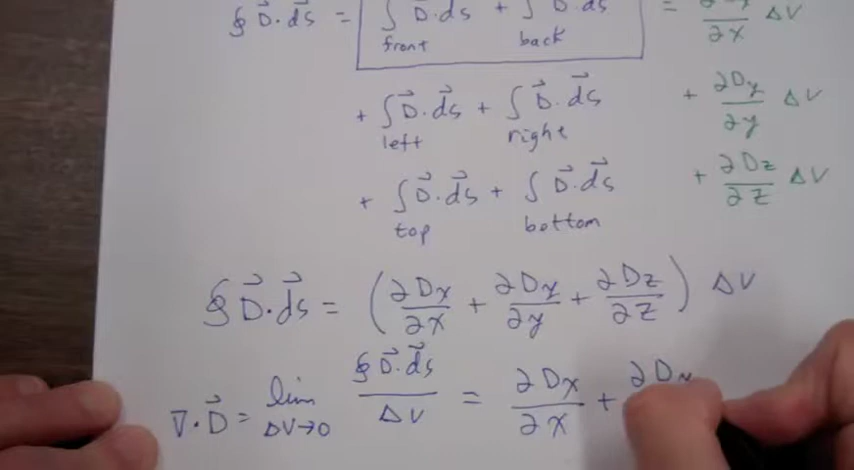 ∮ D⃗·ds⃗ = ∫ D⃗·ds + ∫ D·ds = ∂x ΔV
front back
+ ∫ D⃗·ds⃗ + ∫ D⃗·ds⃗ + ∂Dy/∂y ΔV
left right
+ ∫ D⃗·ds⃗ + ∫ D⃗·ds⃗ + ∂Dz/∂z ΔV
top bottom
∮ D⃗·ds⃗ = (∂Dx/∂x + ∂Dy/∂y + ∂Dz/∂z) ΔV
∇·D⃗ = lim ΔV→0 ∮ D⃗·ds⃗/ΔV = ∂Dx/∂x + ∂D